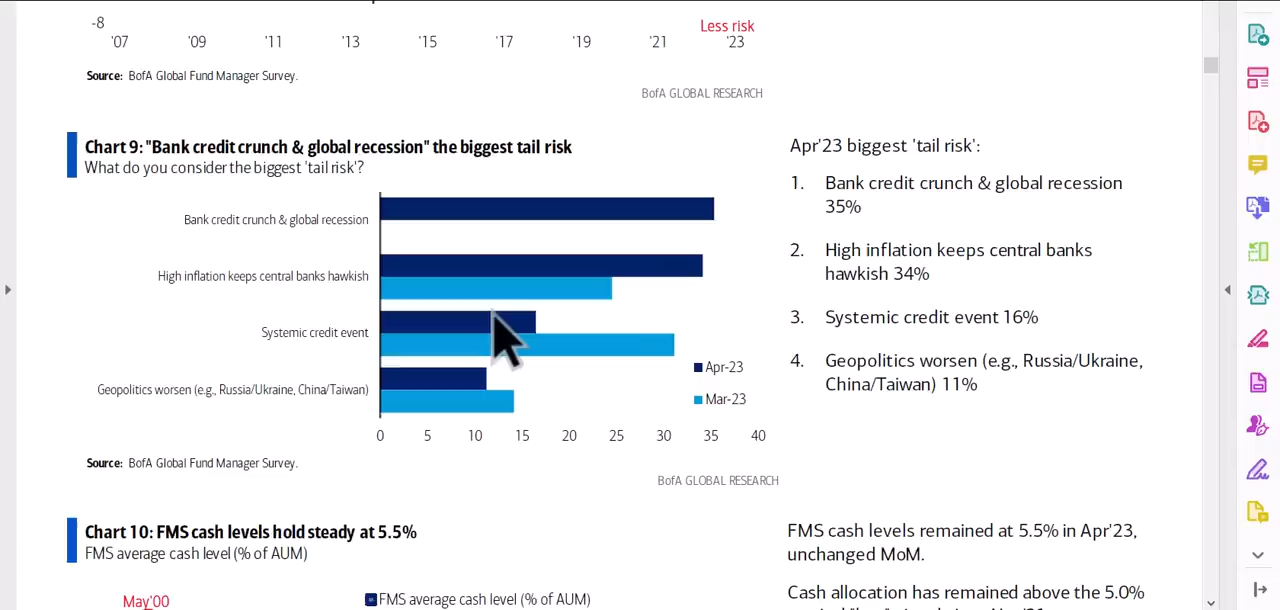 -8
Less risk
'07 '09 '11 '13 '15 '17 '19 '21 '23
Source: BofA Global Fund Manager Survey.
BofA GLOBAL RESEARCH
Chart 9: "Bank credit crunch & global recession" the biggest tail risk
What do you consider the biggest 'tail risk'?
Bank credit crunch & global recession
High inflation keeps central banks hawkish
Systemic credit event
Geopolitics worsen (e.g., Russia/Ukraine, China/Taiwan)
Apr-23
Mar-23
0 5 10 15 20 25 30 35 40
Source: BofA Global Fund Manager Survey.
BofA GLOBAL RESEARCH
Apr'23 biggest 'tail risk':
1. Bank credit crunch & global recession
35%
2. High inflation keeps central banks
hawkish 34%
3. Systemic credit event 16%
4. Geopolitics worsen (e.g., Russia/Ukraine,
China/Taiwan) 11%
Chart 10: FMS cash levels hold steady at 5.5%
FMS average cash level (% of AUM)
May'00
FMS average cash level (% of AUM)
FMS cash levels remained at 5.5% in Apr'23,
unchanged MoM.
Cash allocation has remained above the 5.0%